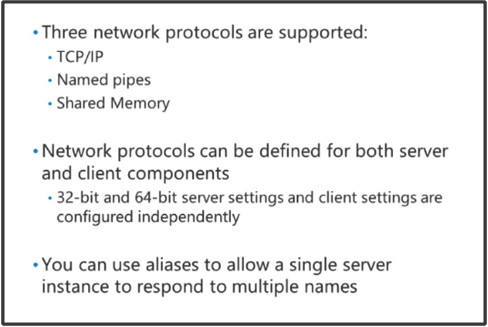 • Three network protocols are supported:
• TCP/IP
• Named pipes
• Shared Memory
• Network protocols can be defined for both server
and client components
• 32-bit and 64-bit server settings and client settings are
configured independently
• You can use aliases to allow a single server
instance to respond to multiple names